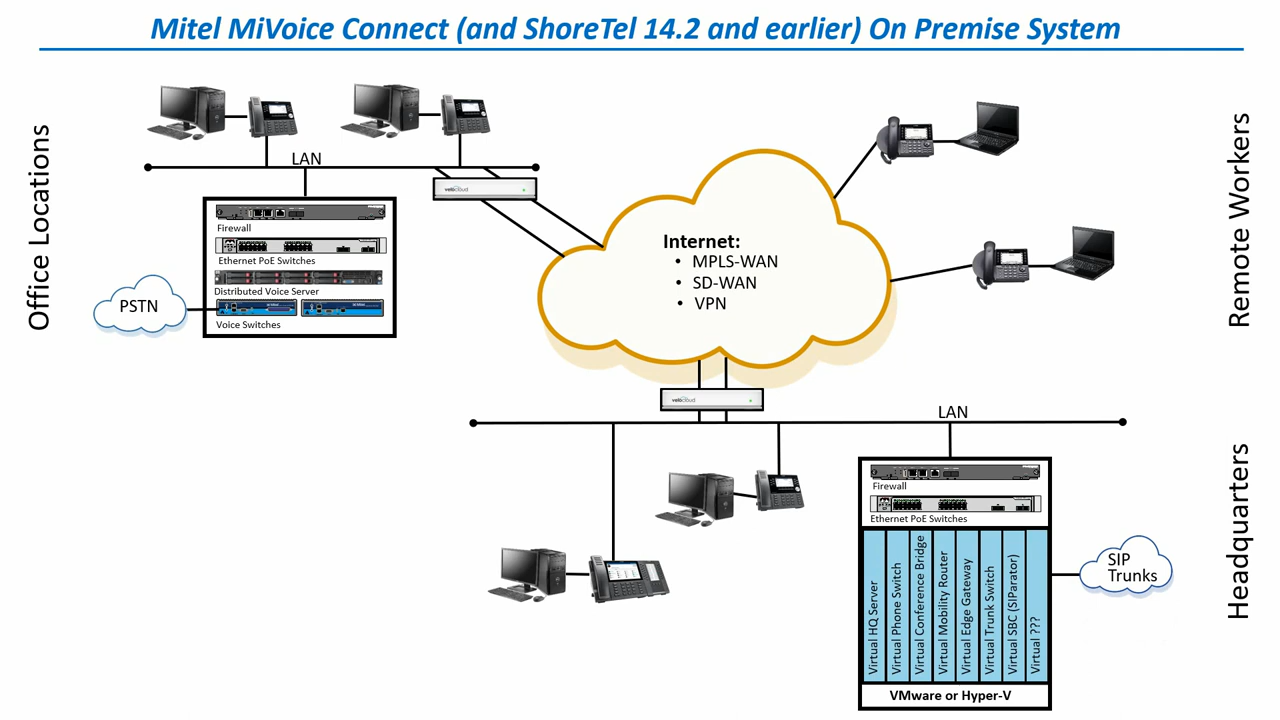 Mitel MiVoice Connect (and ShoreTel 14.2 and earlier) On Premise System
Office Locations
LAN
velocloud
Firewall
Ethernet PoE Switches
Distributed Voice Server
Voice Switches
PSTN
Internet:
• MPLS-WAN
• SD-WAN
• VPN
Remote Workers
velocloud
LAN
Headquarters
Firewall
Ethernet PoE Switches
Virtual HQ Server
Virtual Phone Switch
Virtual Conference Bridge
Virtual Mobility Router
Virtual Edge Gateway
Virtual Trunk Switch
Virtual SBC (SIParator)
Virtual ???
VMware or Hyper-V
SIP
Trunks